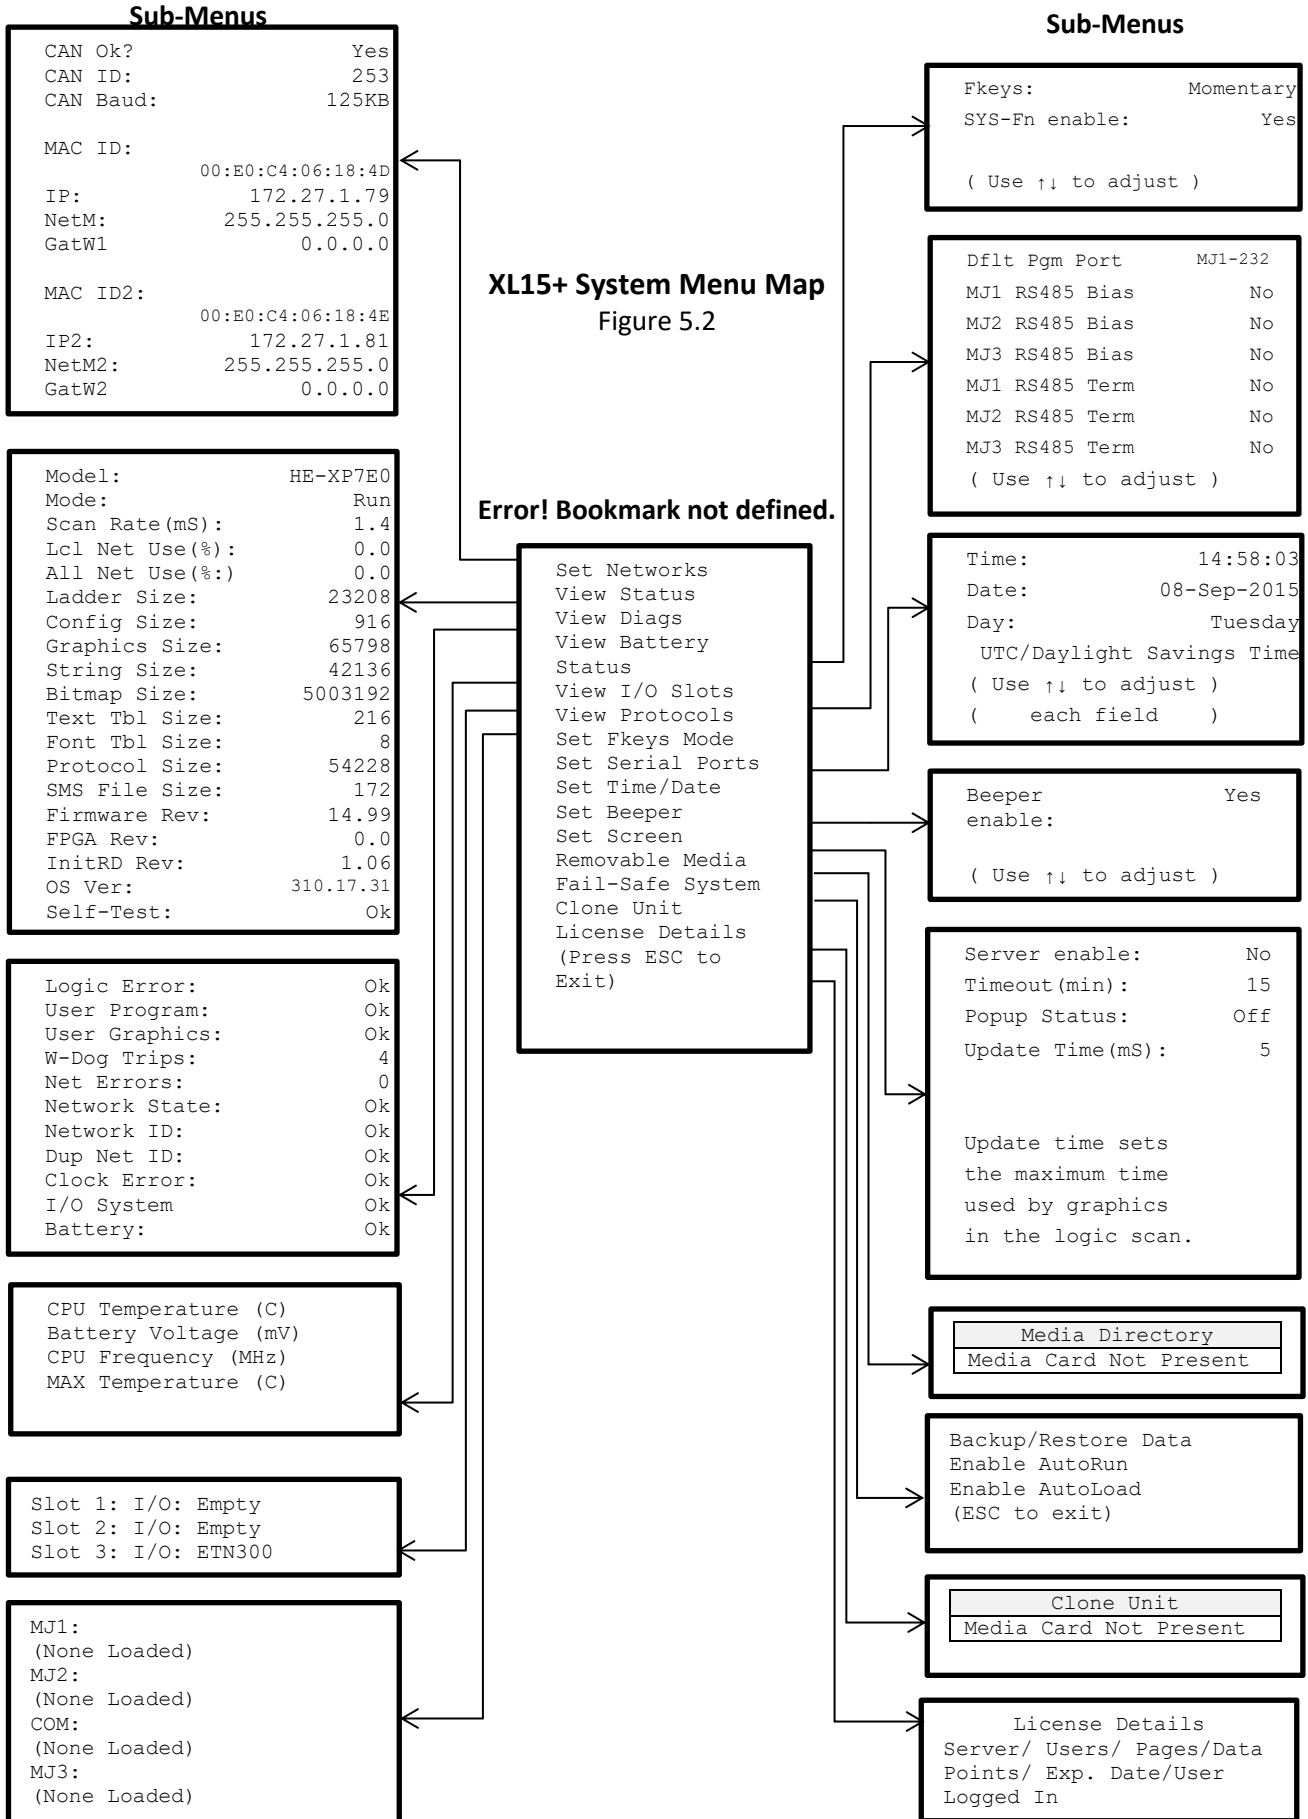 Sub-Menus
CAN Ok? Yes
CAN ID: 253
CAN Baud: 125KB
MAC ID:
00:E0:C4:06:18:4D
IP: 172.27.1.79
NetM: 255.255.255.0
GatW1 0.0.0.0
MAC ID2:
00:E0:C4:06:18:4E
IP2: 172.27.1.81
NetM2: 255.255.255.0
GatW2 0.0.0.0
Model: HE-XP7E0
Mode: Run
Scan Rate(mS): 1.4
Lcl Net Use(%): 0.0
All Net Use(%:) 0.0
Ladder Size: 23208
Config Size: 916
Graphics Size: 65798
String Size: 42136
Bitmap Size: 5003192
Text Tbl Size: 216
Font Tbl Size: 8
Protocol Size: 54228
SMS File Size: 172
Firmware Rev: 14.99
FPGA Rev: 0.0
InitRD Rev: 1.06
OS Ver: 310.17.31
Self-Test: Ok
Logic Error: Ok
User Program: Ok
User Graphics: Ok
W-Dog Trips: 4
Net Errors: 0
Network State: Ok
Network ID: Ok
Dup Net ID: Ok
Clock Error: Ok
I/O System Ok
Battery: Ok
CPU Temperature (C)
Battery Voltage (mV)
CPU Frequency (MHz)
MAX Temperature (C)
Slot 1: I/O: Empty
Slot 2: I/O: Empty
Slot 3: I/O: ETN300
MJ1:
(None Loaded)
MJ2:
(None Loaded)
COM:
(None Loaded)
MJ3:
(None Loaded)
XL15+ System Menu Map
Figure 5.2
Error! Bookmark not defined.
Set Networks
View Status
View Diags
View Battery
Status
View I/O Slots
View Protocols
Set Fkeys Mode
Set Serial Ports
Set Time/Date
Set Beeper
Set Screen
Removable Media
Fail-Safe System
Clone Unit
License Details
(Press ESC to
Exit)
Sub-Menus
Fkeys: Momentary
SYS-Fn enable: Yes
( Use ↑↓ to adjust )
Dflt Pgm Port MJ1-232
MJ1 RS485 Bias No
MJ2 RS485 Bias No
MJ3 RS485 Bias No
MJ1 RS485 Term No
MJ2 RS485 Term No
MJ3 RS485 Term No
( Use ↑↓ to adjust )
Time: 14:58:03
Date: 08-Sep-2015
Day: Tuesday
UTC/Daylight Savings Time
( Use ↑↓ to adjust )
( each field )
Beeper Yes
enable:
( Use ↑↓ to adjust )
Server enable: No
Timeout(min): 15
Popup Status: Off
Update Time(mS): 5
Update time sets
the maximum time
used by graphics
in the logic scan.
Media Directory
Media Card Not Present
Backup/Restore Data
Enable AutoRun
Enable AutoLoad
(ESC to exit)
Clone Unit
Media Card Not Present
License Details
Server/ Users/ Pages/Data
Points/ Exp. Date/User
Logged In